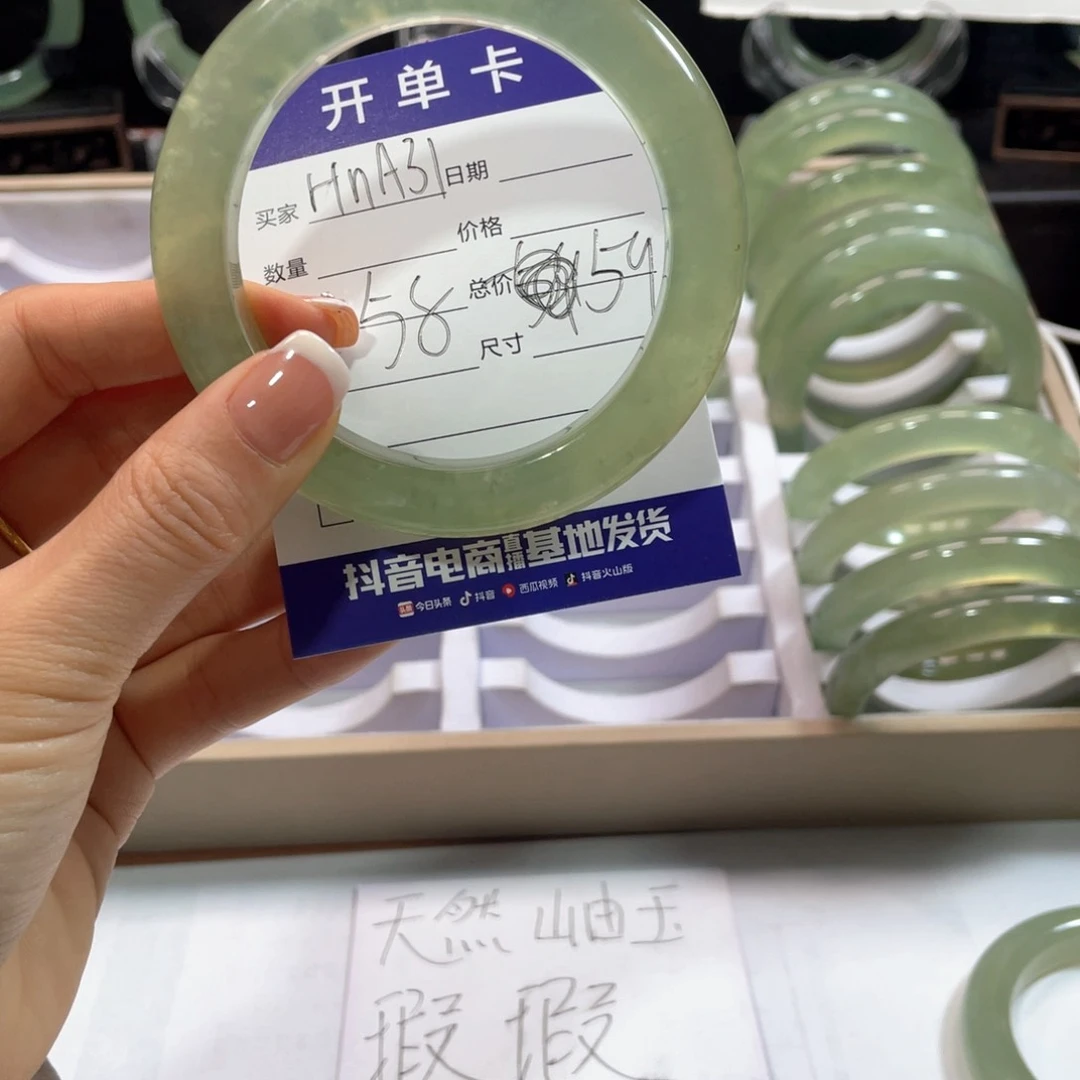 开单卡
买家 HnA31 日期
数量 价格
58 总价 159
尺寸
抖音电商直播基地发货
今日头条 抖音 西瓜视频 抖音火山版
天然 岫玉
瑕 瑕